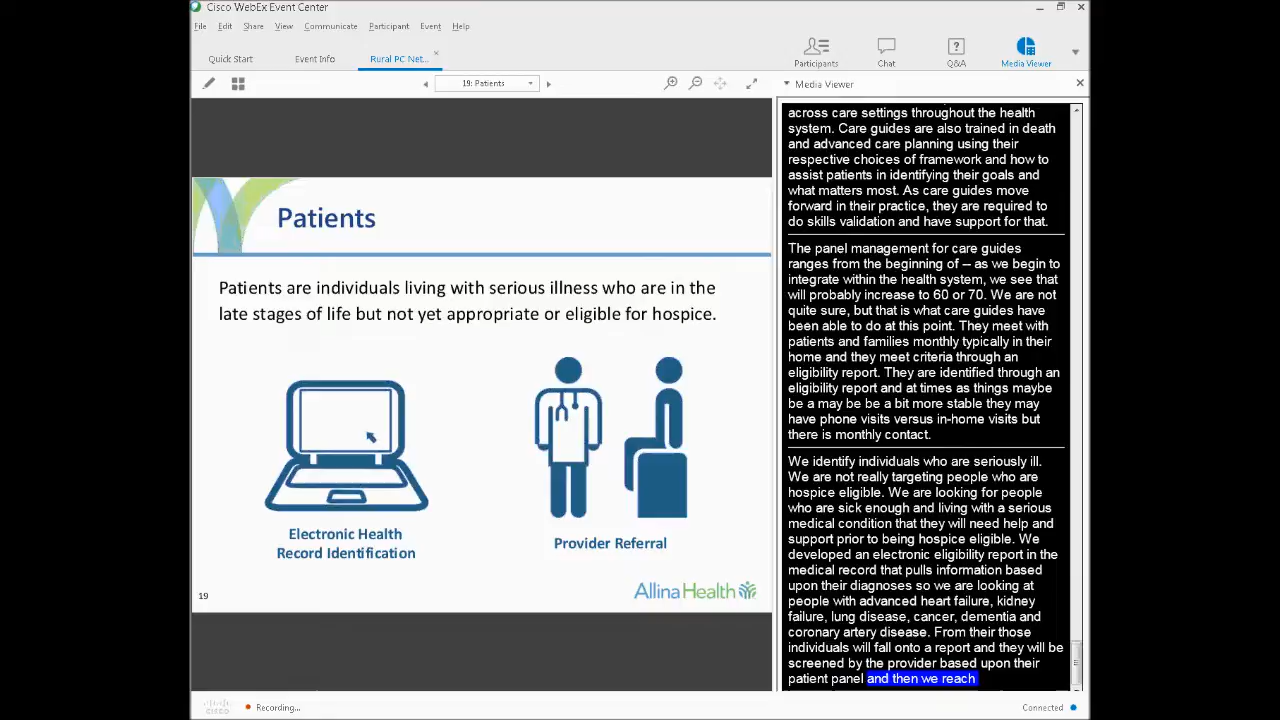 Cisco WebEx Event Center
File Edit Share View Communicate Participant Event Help
Quick Start Event Info Rural PC Net...
Participants Chat Q&A Media Viewer
19: Patients
Media Viewer
Patients
Patients are individuals living with serious illness who are in the
late stages of life but not yet appropriate or eligible for hospice.
Electronic Health
Record Identification
Provider Referral
AllinaHealth
19
across care settings throughout the health
system. Care guides are also trained in death
and advanced care planning using their
respective choices of framework and how to
assist patients in identifying their goals and
what matters most. As care guides move
forward in their practice, they are required to
do skills validation and have support for that.
The panel management for care guides
ranges from the beginning of -- as we begin to
integrate within the health system, we see that
will probably increase to 60 or 70. We are not
quite sure, but that is what care guides have
been able to do at this point. They meet with
patients and families monthly typically in their
home and they meet criteria through an
eligibility report. They are identified through an
eligibility report and at times as things maybe
be a may be be a bit more stable they may
have phone visits versus in-home visits but
there is monthly contact.
We identify individuals who are seriously ill.
We are not really targeting people who are
hospice eligible. We are looking for people
who are sick enough and living with a serious
medical condition that they will need help and
support prior to being hospice eligible. We
developed an electronic eligibility report in the
medical record that pulls information based
upon their diagnoses so we are looking at
people with advanced heart failure, kidney
failure, lung disease, cancer, dementia and
coronary artery disease. From their those
individuals will fall onto a report and they will be
screened by the provider based upon their
patient panel and then we reach
CISCO
Recording...
Connected